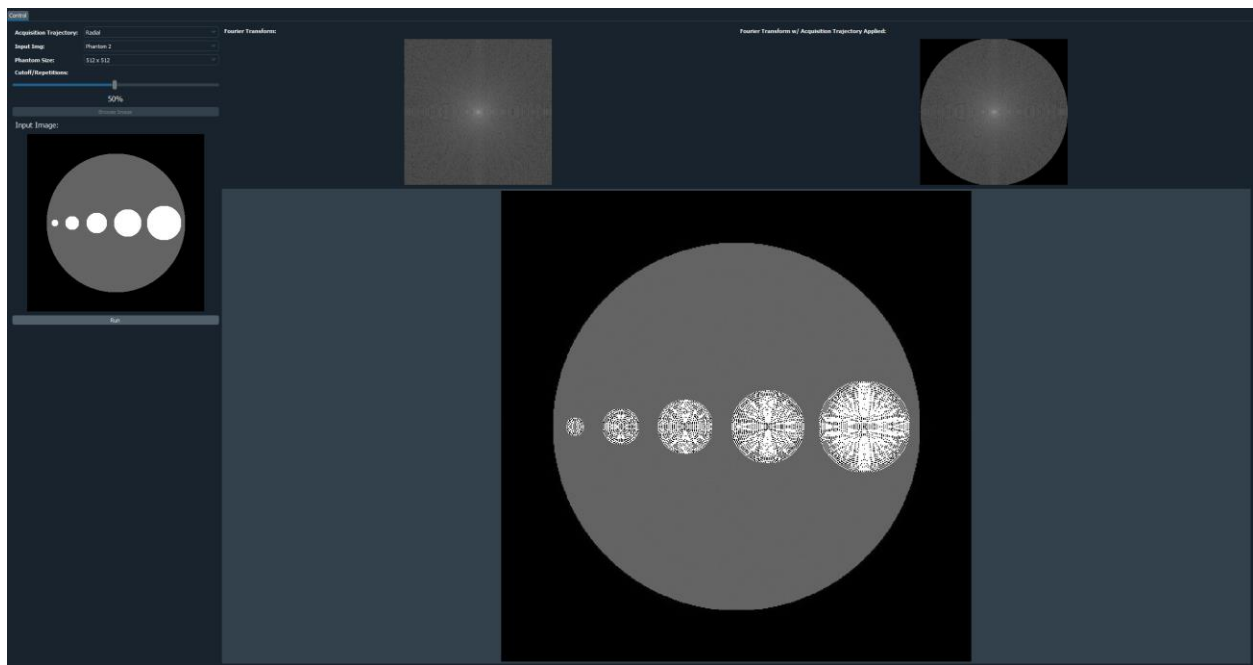 Control
Acquisition Trajectory: Radial
Input Img: Phantom 2
Phantom Size: 512 x 512
Cutoff/Repetitions:
50%
Browse Image
Input Image:
Run
Fourier Transform:
Fourier Transform w/ Acquisition Trajectory Applied: